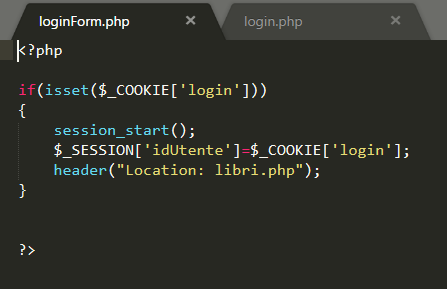 loginForm.php × login.php ×
<?php
if(isset($_COOKIE['login']))
{
    session_start();
    $_SESSION['idUtente']=$_COOKIE['login'];
    header("Location: libri.php");
}
?>